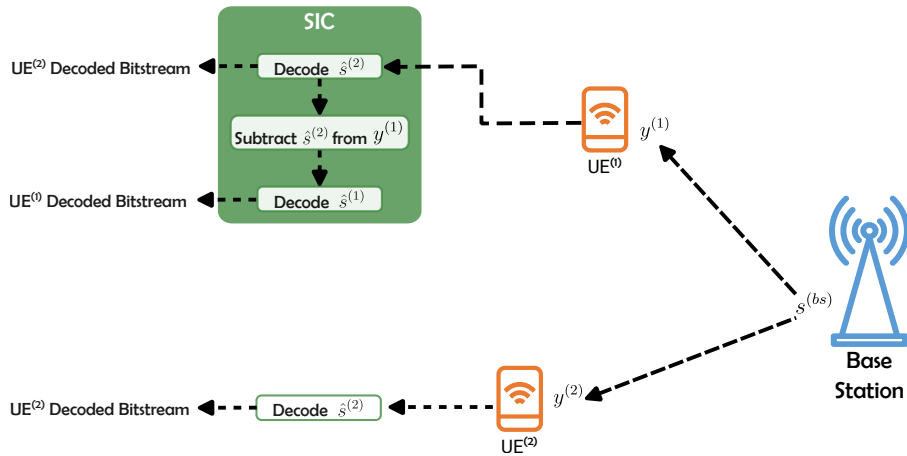 SIC
UE⁽²⁾ Decoded Bitstream
Decode ŝ⁽²⁾
Subtract ŝ⁽²⁾ from y⁽¹⁾
y⁽¹⁾
UE⁽¹⁾
UE⁽¹⁾ Decoded Bitstream
Decode ŝ⁽¹⁾
s⁽ᵇˢ⁾
Base
Station
UE⁽²⁾ Decoded Bitstream
Decode ŝ⁽²⁾
y⁽²⁾
UE⁽²⁾